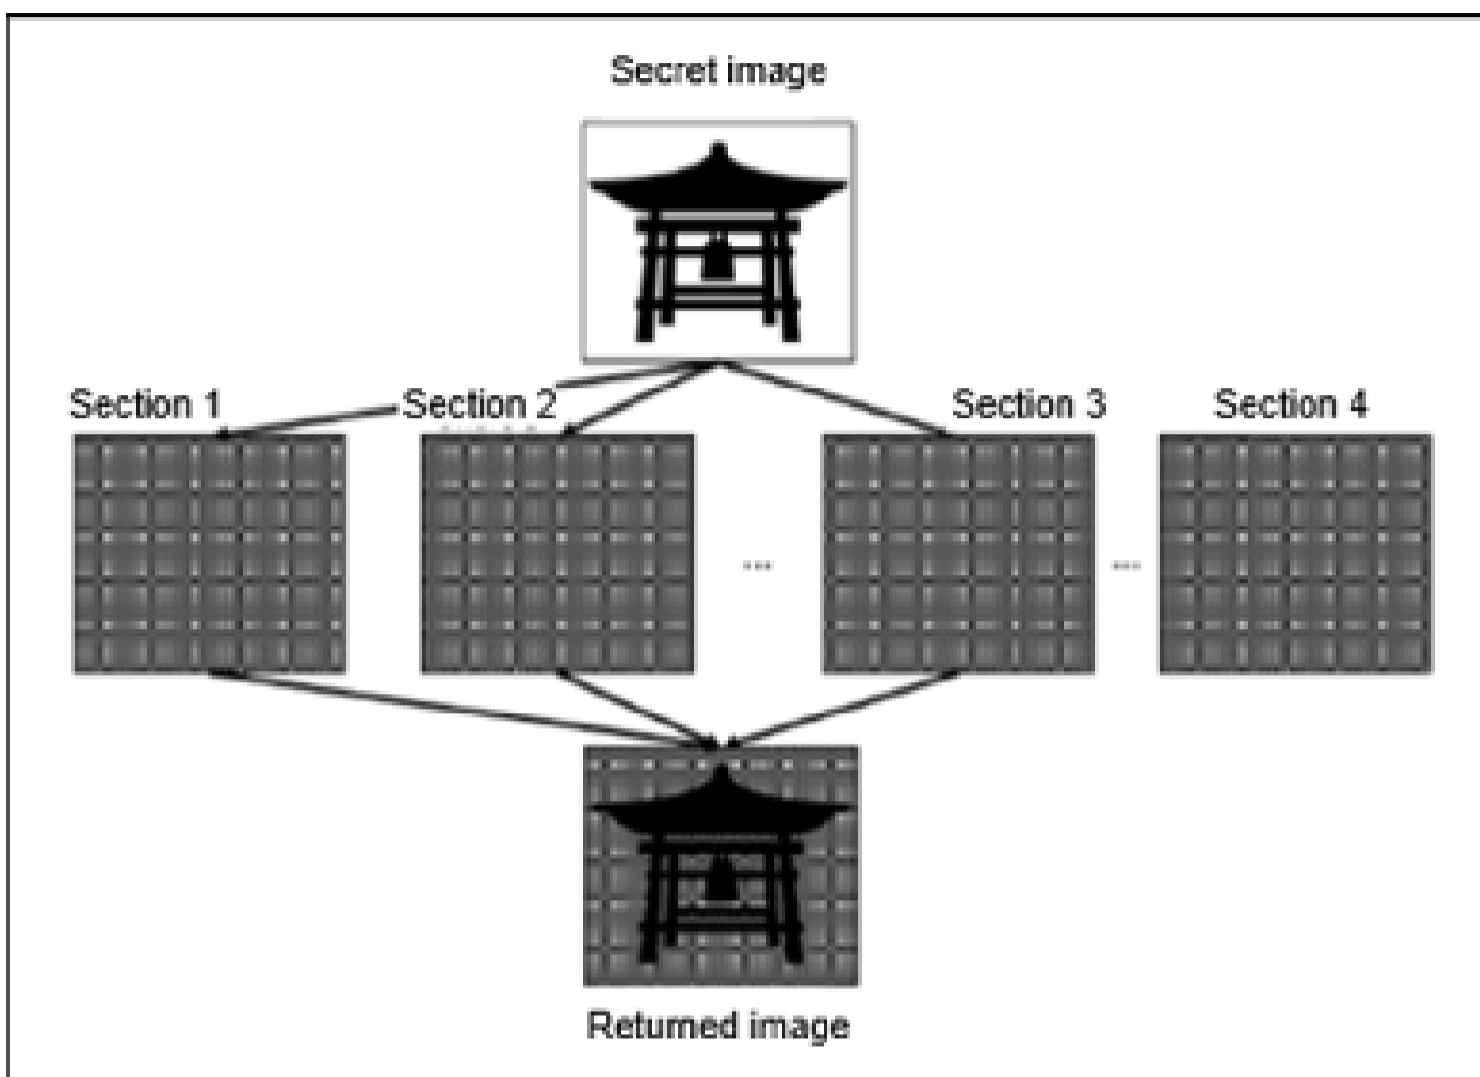 Secret image
Section 1
Section 2
Section 3
Section 4
...
...
Returned image